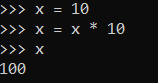 >>> x = 10
>>> x = x * 10
>>> x
100